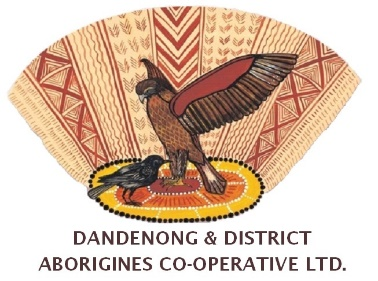 DANDENONG & DISTRICT
ABORIGINES CO-OPERATIVE LTD.